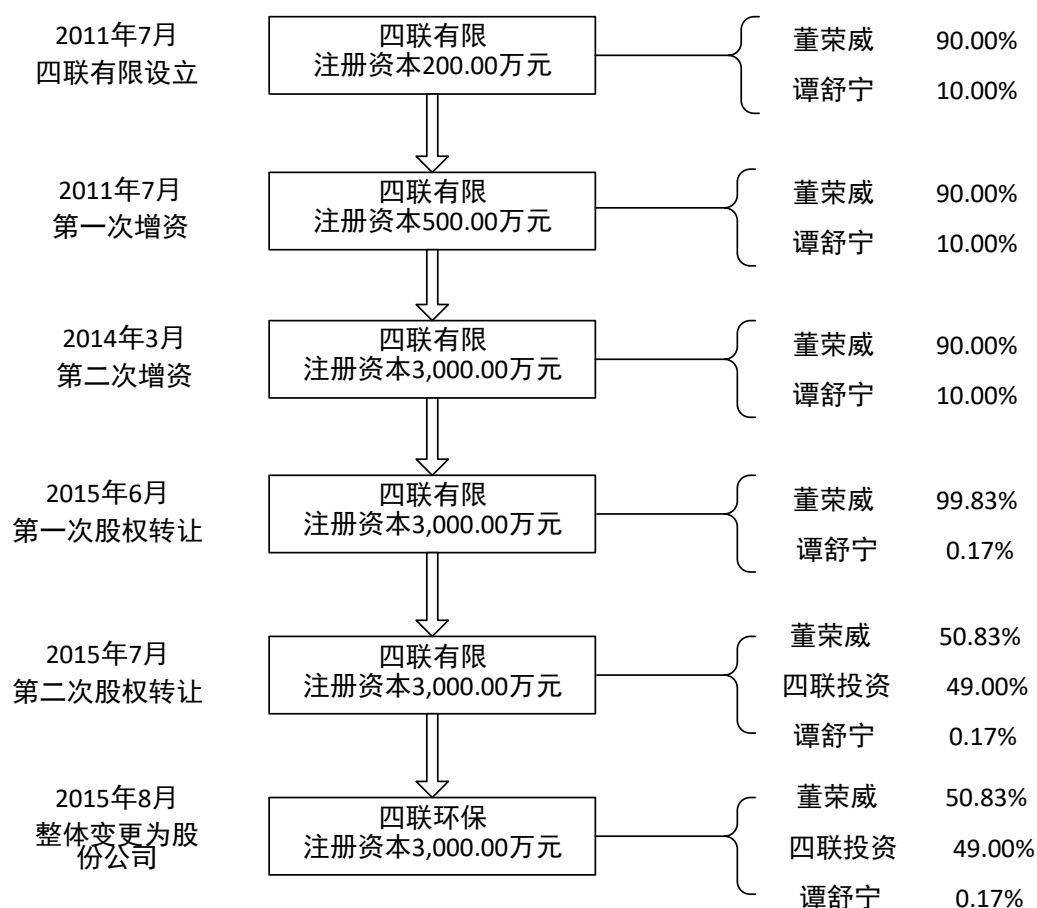 2011年7月
四联有限设立
四联有限
注册资本200.00万元
董荣威 90.00%
谭舒宁 10.00%
2011年7月
第一次增资
四联有限
注册资本500.00万元
董荣威 90.00%
谭舒宁 10.00%
2014年3月
第二次增资
四联有限
注册资本3,000.00万元
董荣威 90.00%
谭舒宁 10.00%
2015年6月
第一次股权转让
四联有限
注册资本3,000.00万元
董荣威 99.83%
谭舒宁 0.17%
2015年7月
第二次股权转让
四联有限
注册资本3,000.00万元
董荣威 50.83%
四联投资 49.00%
谭舒宁 0.17%
2015年8月
整体变更为股
份公司
四联环保
注册资本3,000.00万元
董荣威 50.83%
四联投资 49.00%
谭舒宁 0.17%